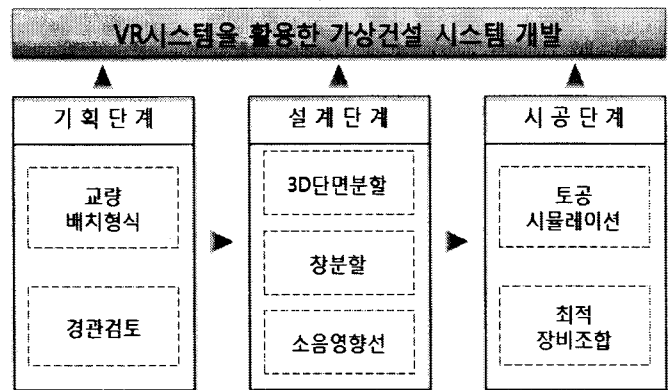 VR시스템을 활용한 가상건설 시스템 개발
기 획 단 계
교량
배치형식
경관검토
설 계 단 계
3D단면분할
창분할
소음영향선
시 공 단 계
토공
시뮬레이션
최적
장비조합